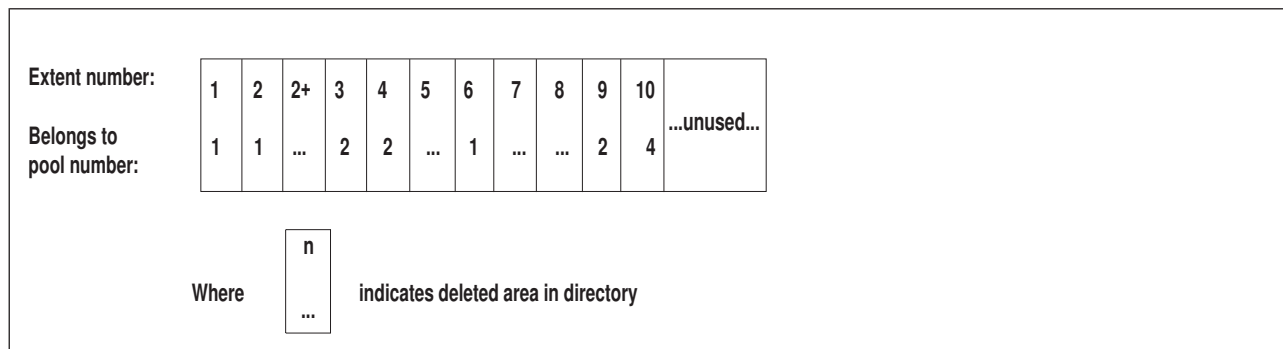 Extent number: 1 2 2+ 3 4 5 6 7 8 9 10
...unused...
Belongs to
pool number: 1 1 ... 2 2 ... 1 ... ... 2 4
n
Where ... indicates deleted area in directory